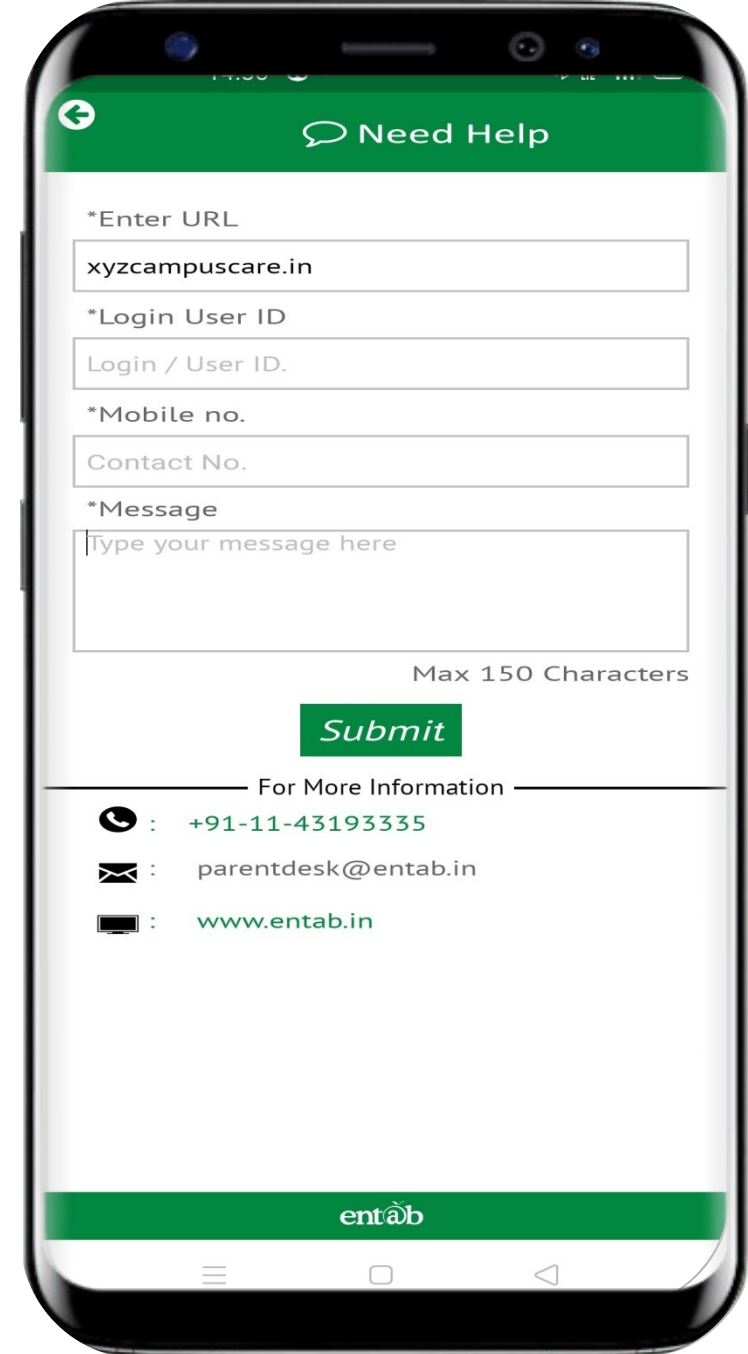 Need Help
*Enter URL
xyzcampuscare.in
*Login User ID
Login / User ID.
*Mobile no.
Contact No.
*Message
Type your message here
Max 150 Characters
Submit
For More Information
: +91-11-43193335
: parentdesk@entab.in
: www.entab.in
entab